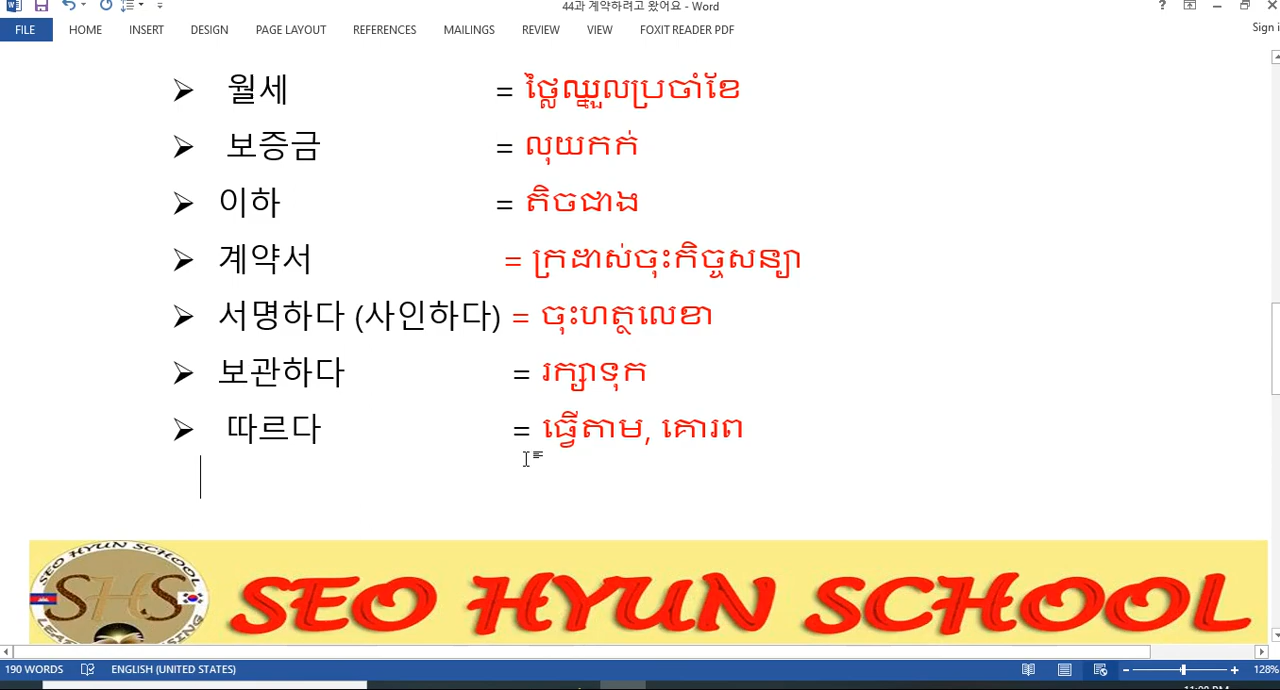 44과 계약하려고 왔어요 - Word
FILE HOME INSERT DESIGN PAGE LAYOUT REFERENCES MAILINGS REVIEW VIEW FOXIT READER PDF Sign i
➢ 월세 = ថ្លៃឈ្នួលប្រចាំខែ
➢ 보증금 = លុយកក់
➢ 이하 = តិចជាង
➢ 계약서 = ក្រដាស់ចុះកិច្ចសន្យា
➢ 서명하다 (사인하다) = ចុះហត្ថលេខា
➢ 보관하다 = រក្សាទុក
➢ 따르다 = ធ្វើតាម, គោរព
SEO HYUN SCHOOL
SHS
SEO HYUN SCHOOL
190 WORDS ENGLISH (UNITED STATES) 128%